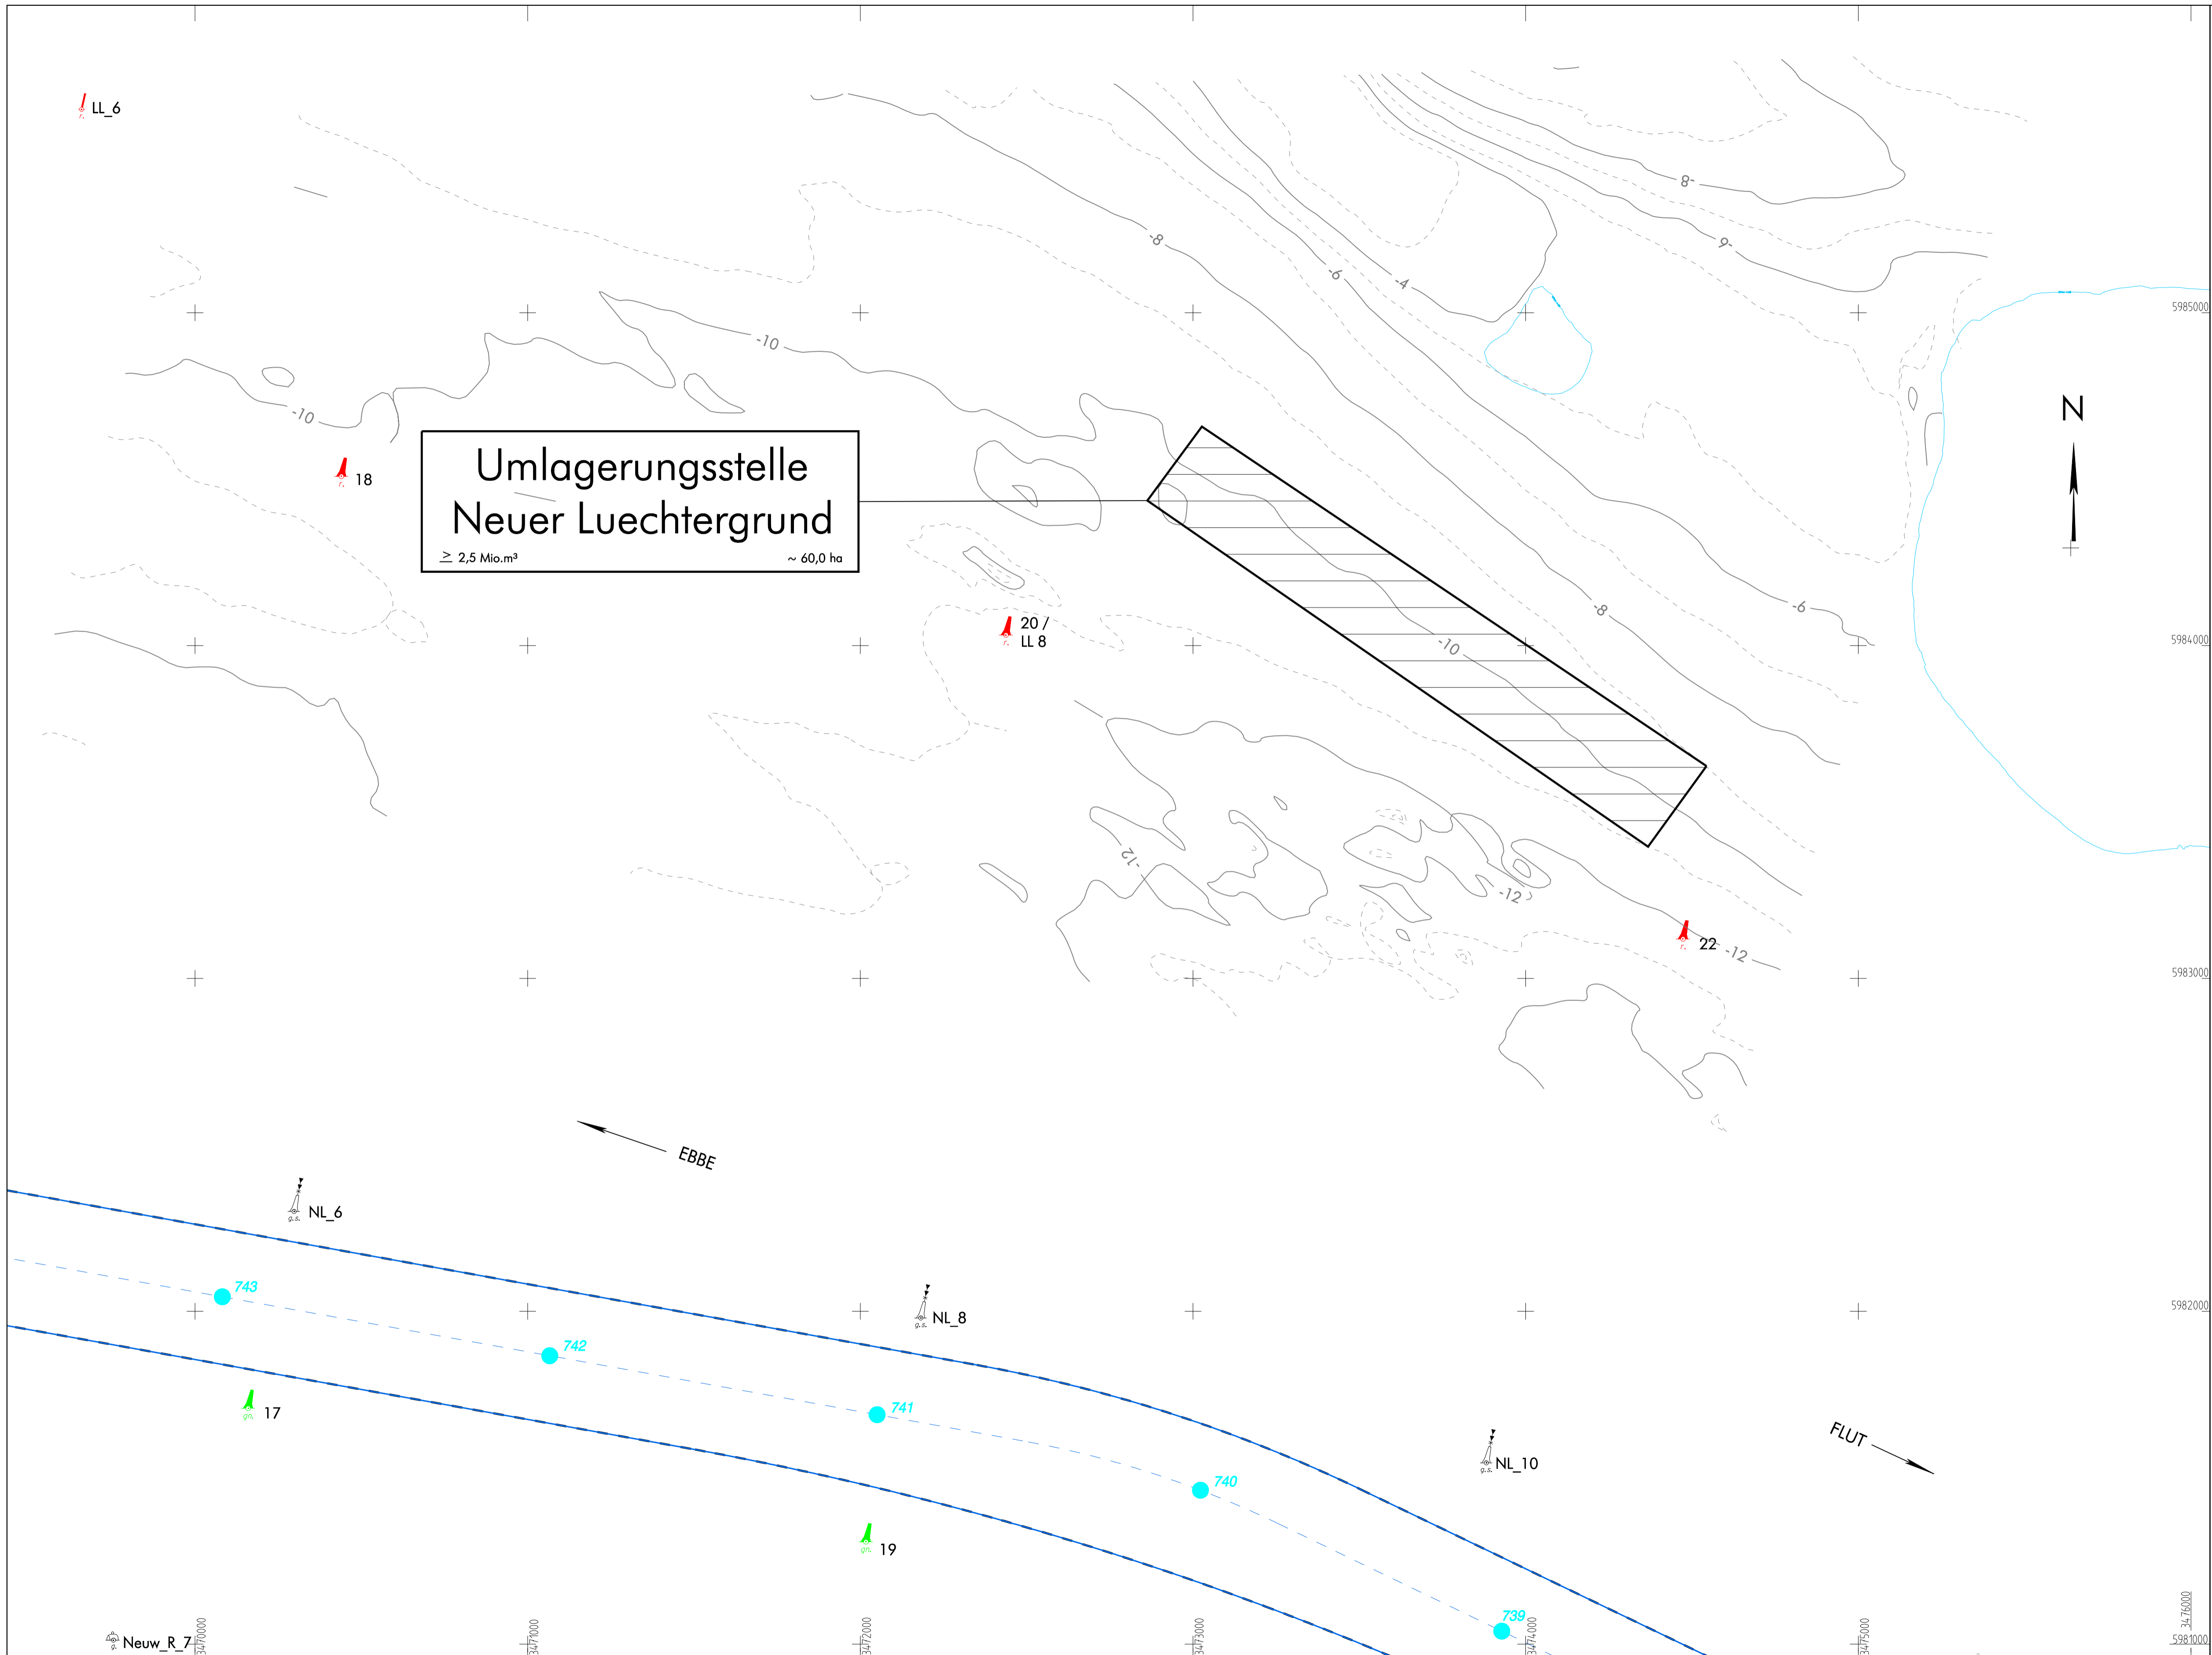 LL_6
r.
-8
-9
-8
-6
-4
5985000
-10
-10
N
18
r.
Umlagerungsstelle
Neuer Luechtergrund
≥ 2,5 Mio.m³
~ 60,0 ha
20 /
LL 8
r.
-8
-6
-10
5984000
-12
-12
22
r.
-12
5983000
EBBE
NL_6
g.s.
743
NL_8
g.s.
5982000
742
17
gn.
741
FLUT
NL_10
g.s.
740
19
gn.
739
Neuw_R_7
g.
3470000
3471000
3472000
3473000
3474000
3475000
3476000
5981000